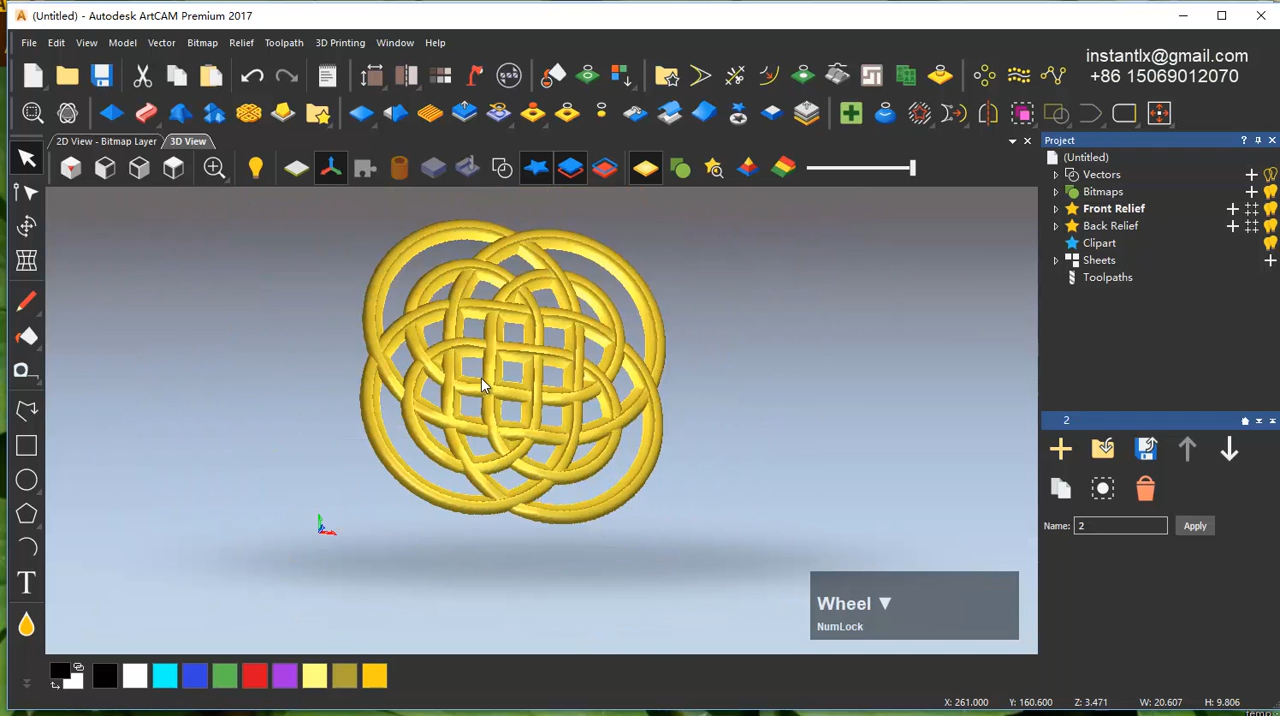 (Untitled) - Autodesk ArtCAM Premium 2017
File Edit View Model Vector Bitmap Relief Toolpath 3D Printing Window Help
instantlx@gmail.com
+86 15069012070
2D View - Bitmap Layer 3D View
Project
(Untitled)
Vectors
Bitmaps
Front Relief
Back Relief
Clipart
Sheets
Toolpaths
2
Name: 2 Apply
Wheel ▼
NumLock
T
X: 261.000 Y: 160.600 Z: 3.471 W: 20.607 H: 9.806